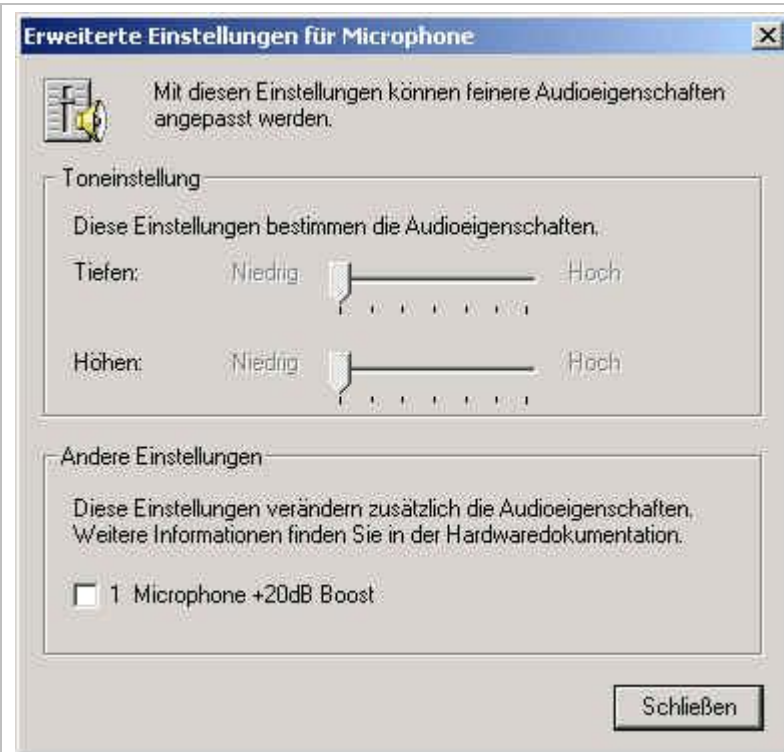 Erweiterte Einstellungen für Microphone
Mit diesen Einstellungen können feinere Audioeigenschaften
angepasst werden.
Toneinstellung
Diese Einstellungen bestimmen die Audioeigenschaften.
Tiefen: Niedrig Hoch
Höhen: Niedrig Hoch
Andere Einstellungen
Diese Einstellungen verändern zusätzlich die Audioeigenschaften.
Weitere Informationen finden Sie in der Hardwaredokumentation.
1 Microphone +20dB Boost
Schließen